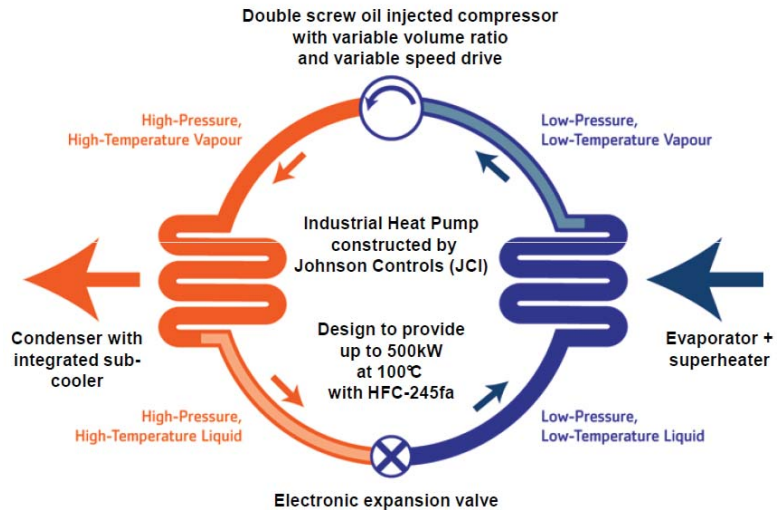 Double screw oil injected compressor
with variable volume ratio
and variable speed drive
High-Pressure,
High-Temperature Vapour
Low-Pressure,
Low-Temperature Vapour
Industrial Heat Pump
constructed by
Johnson Controls (JCI)
Condenser with
integrated sub-
cooler
Design to provide
up to 500kW
at 100°C
with HFC-245fa
Evaporator +
superheater
High-Pressure,
High-Temperature Liquid
Low-Pressure,
Low-Temperature Liquid
Electronic expansion valve